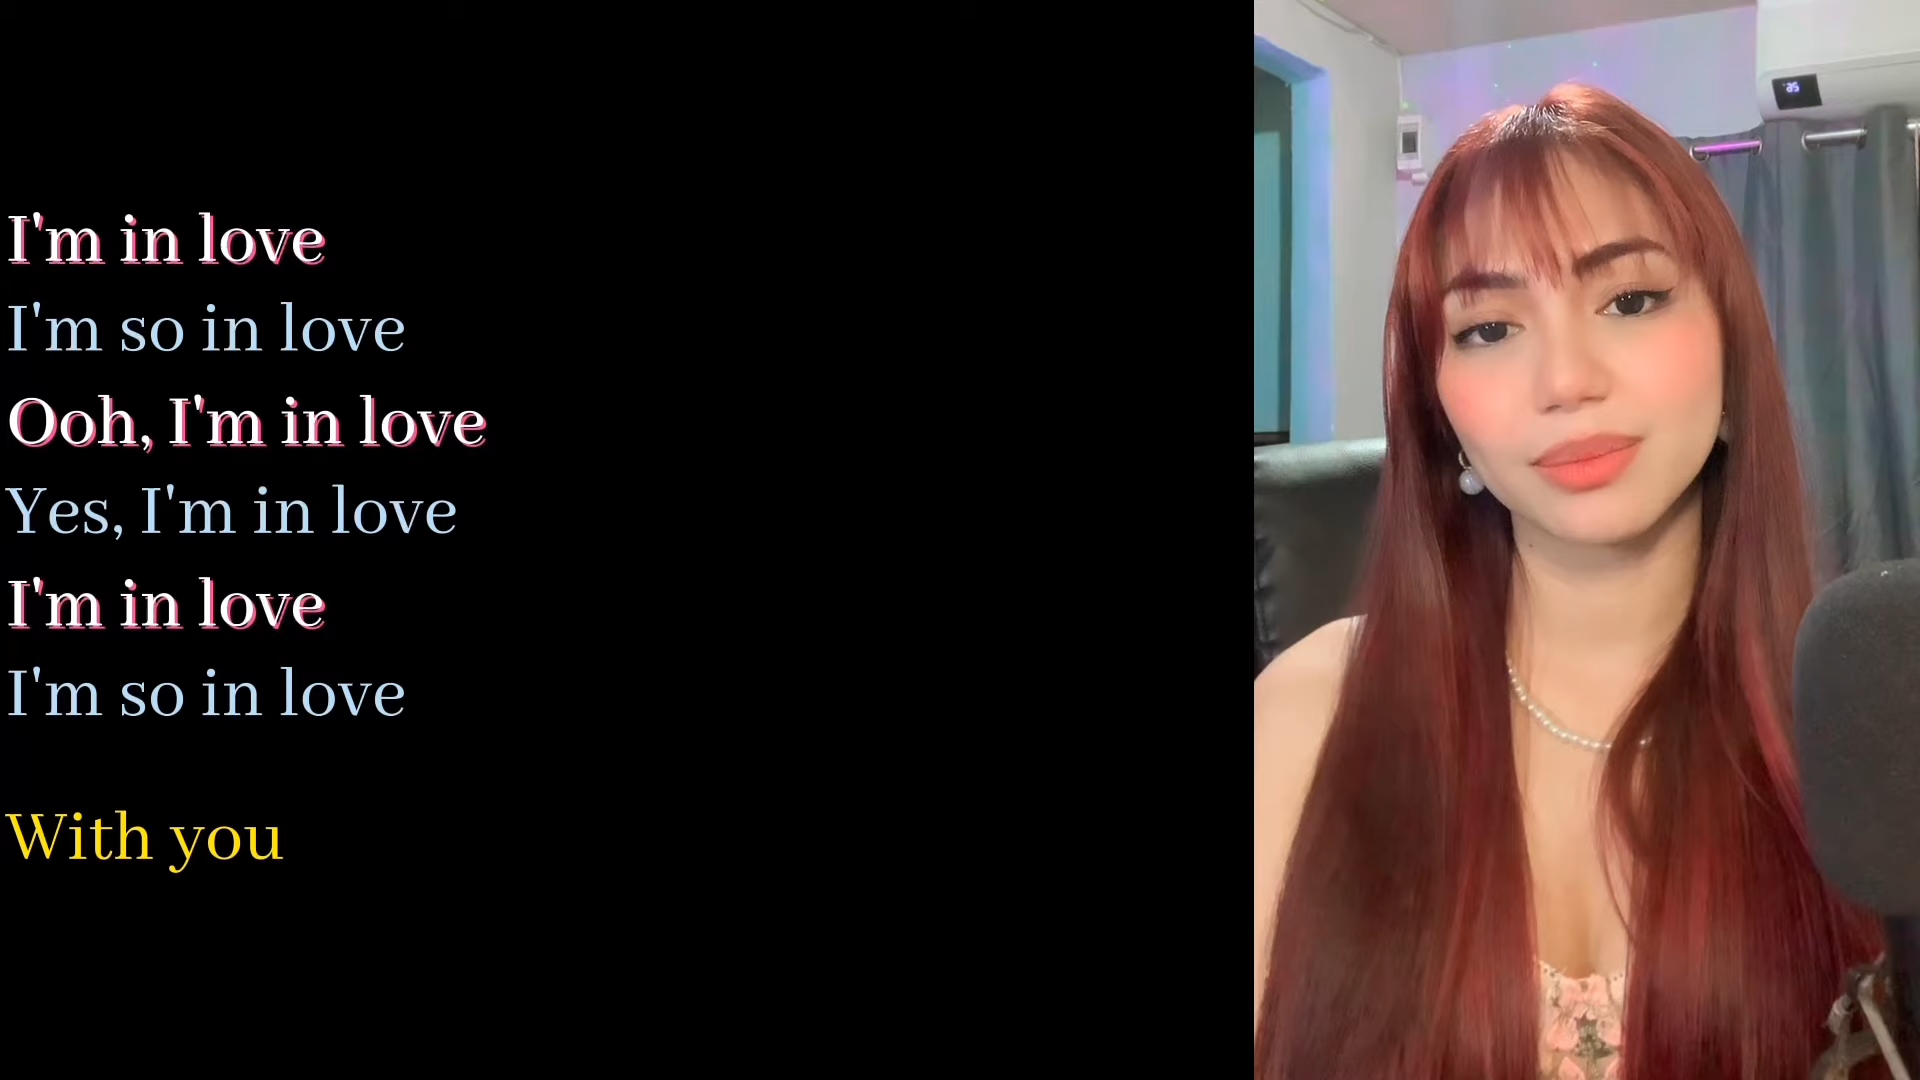 I'm in love
I'm so in love
Ooh, I'm in love
Yes, I'm in love
I'm in love
I'm so in love
With you